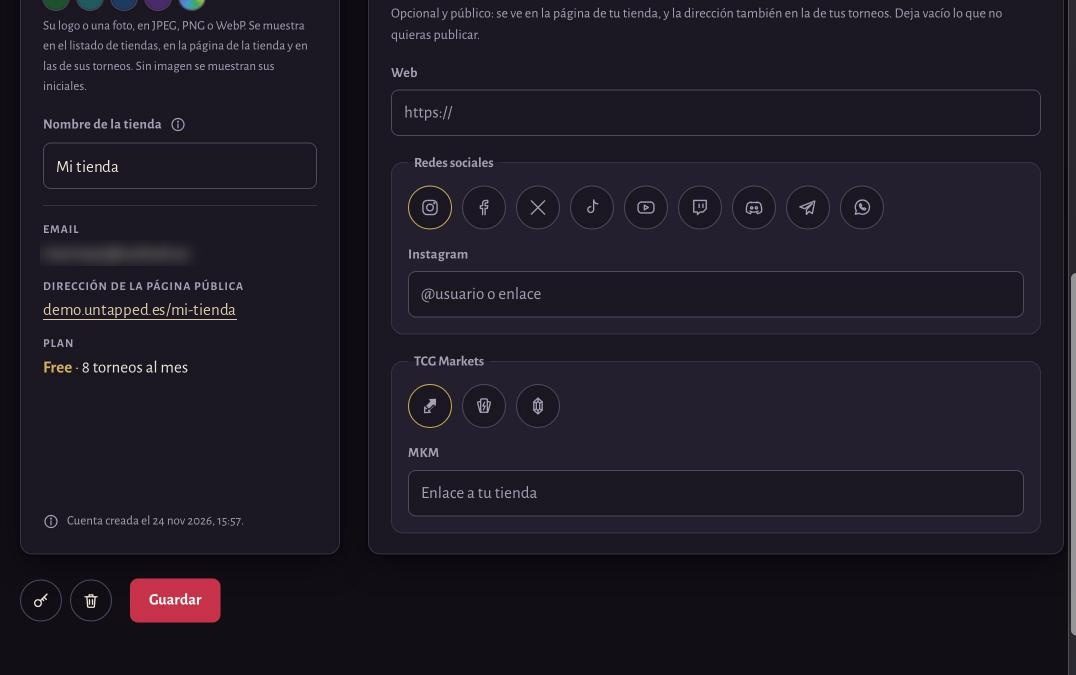 Su logo o una foto, en JPEG, PNG o WebP. Se muestra
en el listado de tiendas, en la página de la tienda y en
las de sus torneos. Sin imagen se muestran sus
iniciales.
Nombre de la tienda
Mi tienda
EMAIL
DIRECCIÓN DE LA PÁGINA PÚBLICA
demo.untapped.es/mi-tienda
PLAN
Free · 8 torneos al mes
Cuenta creada el 24 nov 2026, 15:57.
Opcional y público: se ve en la página de tu tienda, y la dirección también en la de tus torneos. Deja vacío lo que no
quieras publicar.
Web
https://
Redes sociales
Instagram
@usuario o enlace
TCG Markets
MKM
Enlace a tu tienda
Guardar